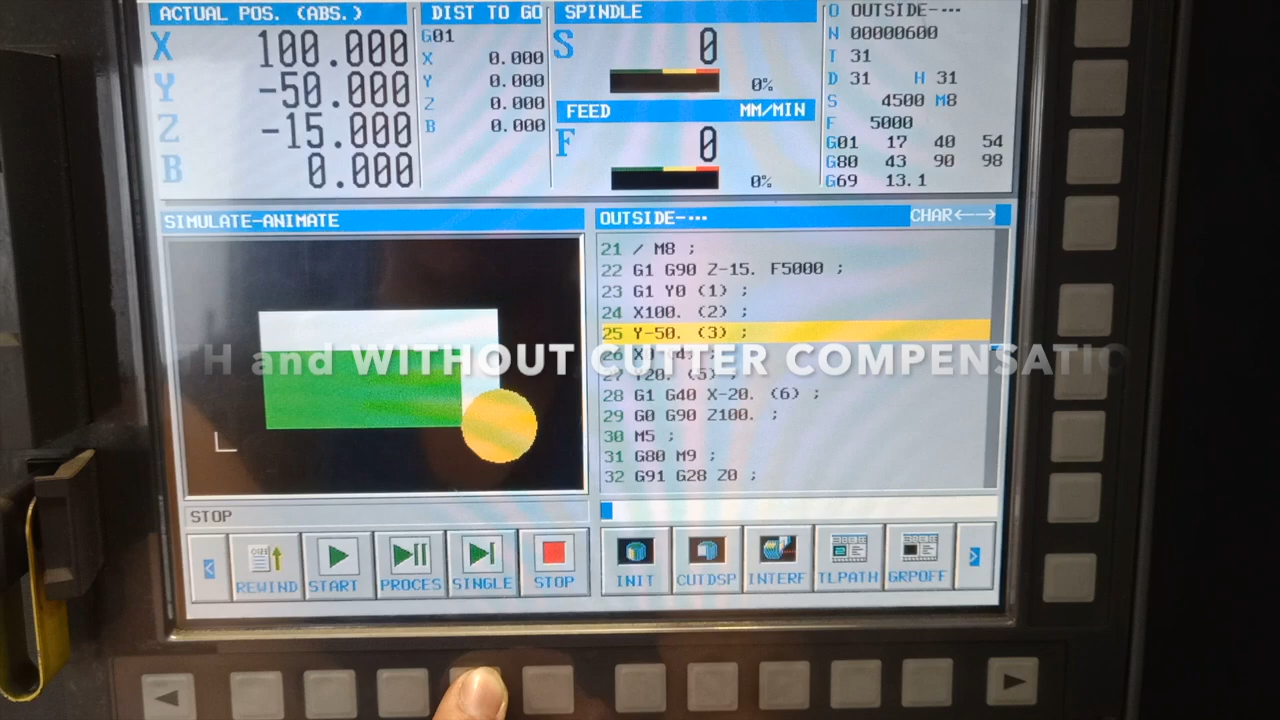 ACTUAL POS. (ABS.)
X 100.000
Y -50.000
Z -15.000
B 0.000
DIST TO GO
G01
X 0.000
Y 0.000
Z 0.000
B 0.000
SPINDLE
S 0
0%
FEED MM/MIN
F 0
0%
O OUTSIDE-···
N 00000600
T 31
D 31 H 31
S 4500 M8
F 5000
G01 17 40 54
G80 43 90 98
G69 13.1
SIMULATE-ANIMATE
OUTSIDE-··· CHAR←→
21 / M8 ;
22 G1 G90 Z-15. F5000 ;
23 G1 Y0 (1) ;
24 X100. (2) ;
25 Y-50. (3) ;
26 X0 (4) ;
27 Y20. (5) ;
28 G1 G40 X-20. (6) ;
29 G0 G90 Z100. ;
30 M5 ;
31 G80 M9 ;
32 G91 G28 Z0 ;
TH and WITHOUT CUTTER COMPENSATIO
STOP
< REWIND START PROCES SINGLE STOP INIT CUTDSP INTERF TLPATH GRPOFF >